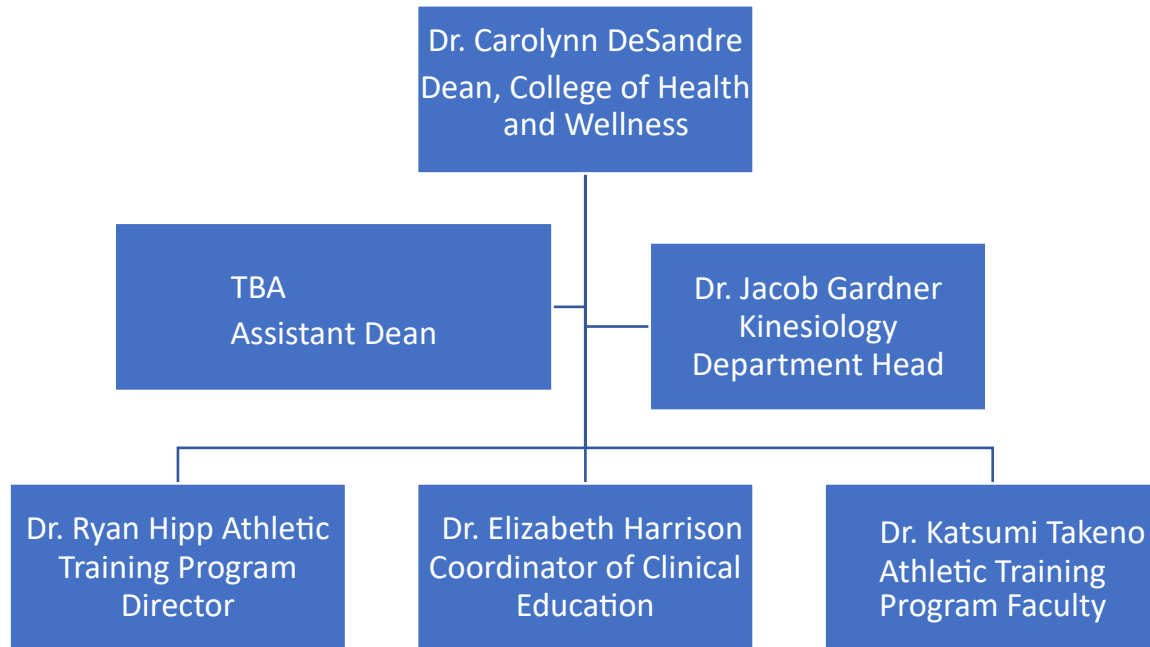 Dr. Carolynn DeSandre
Dean, College of Health
and Wellness
TBA
Assistant Dean
Dr. Jacob Gardner
Kinesiology
Department Head
Dr. Ryan Hipp Athletic
Training Program
Director
Dr. Elizabeth Harrison
Coordinator of Clinical
Education
Dr. Katsumi Takeno
Athletic Training
Program Faculty